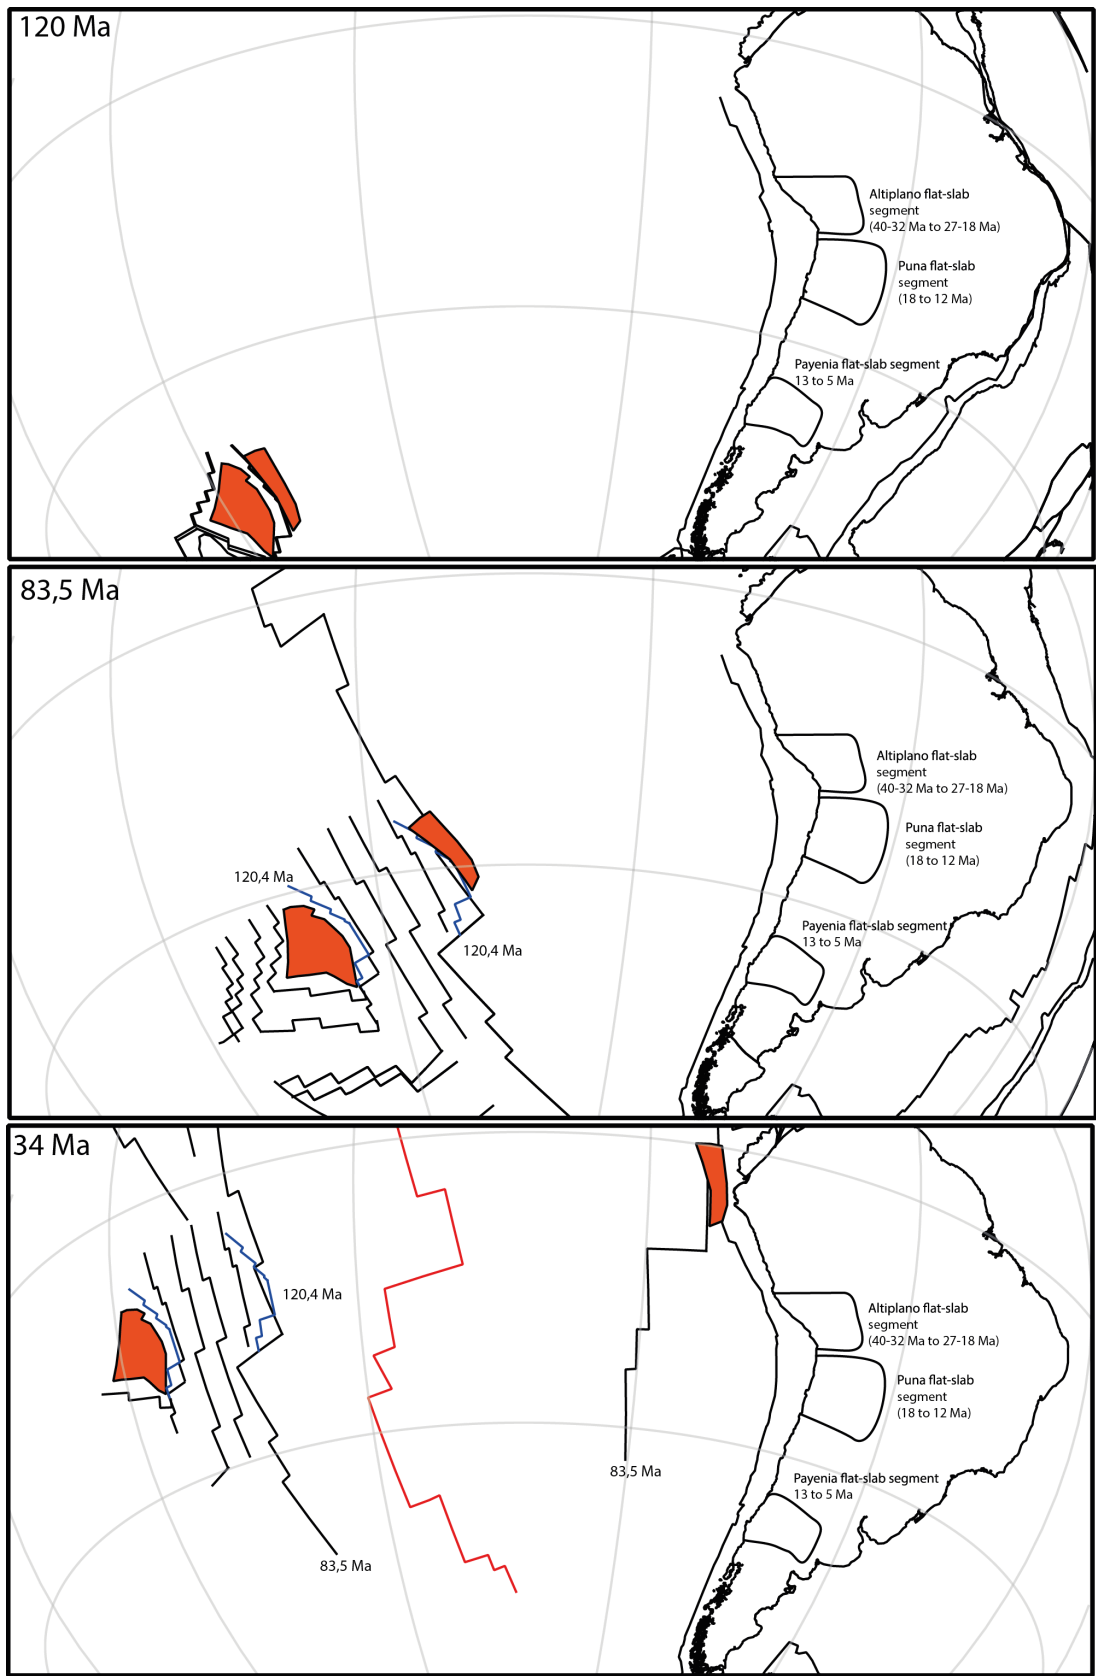 120 Ma
Altiplano flat-slab
segment
(40-32 Ma to 27-18 Ma)
Puna flat-slab
segment
(18 to 12 Ma)
Payenia flat-slab segment
13 to 5 Ma
83,5 Ma
Altiplano flat-slab
segment
(40-32 Ma to 27-18 Ma)
Puna flat-slab
segment
(18 to 12 Ma)
120,4 Ma
Payenia flat-slab segment
13 to 5 Ma
120,4 Ma
34 Ma
120,4 Ma
Altiplano flat-slab
segment
(40-32 Ma to 27-18 Ma)
Puna flat-slab
segment
(18 to 12 Ma)
83,5 Ma
Payenia flat-slab segment
13 to 5 Ma
83,5 Ma